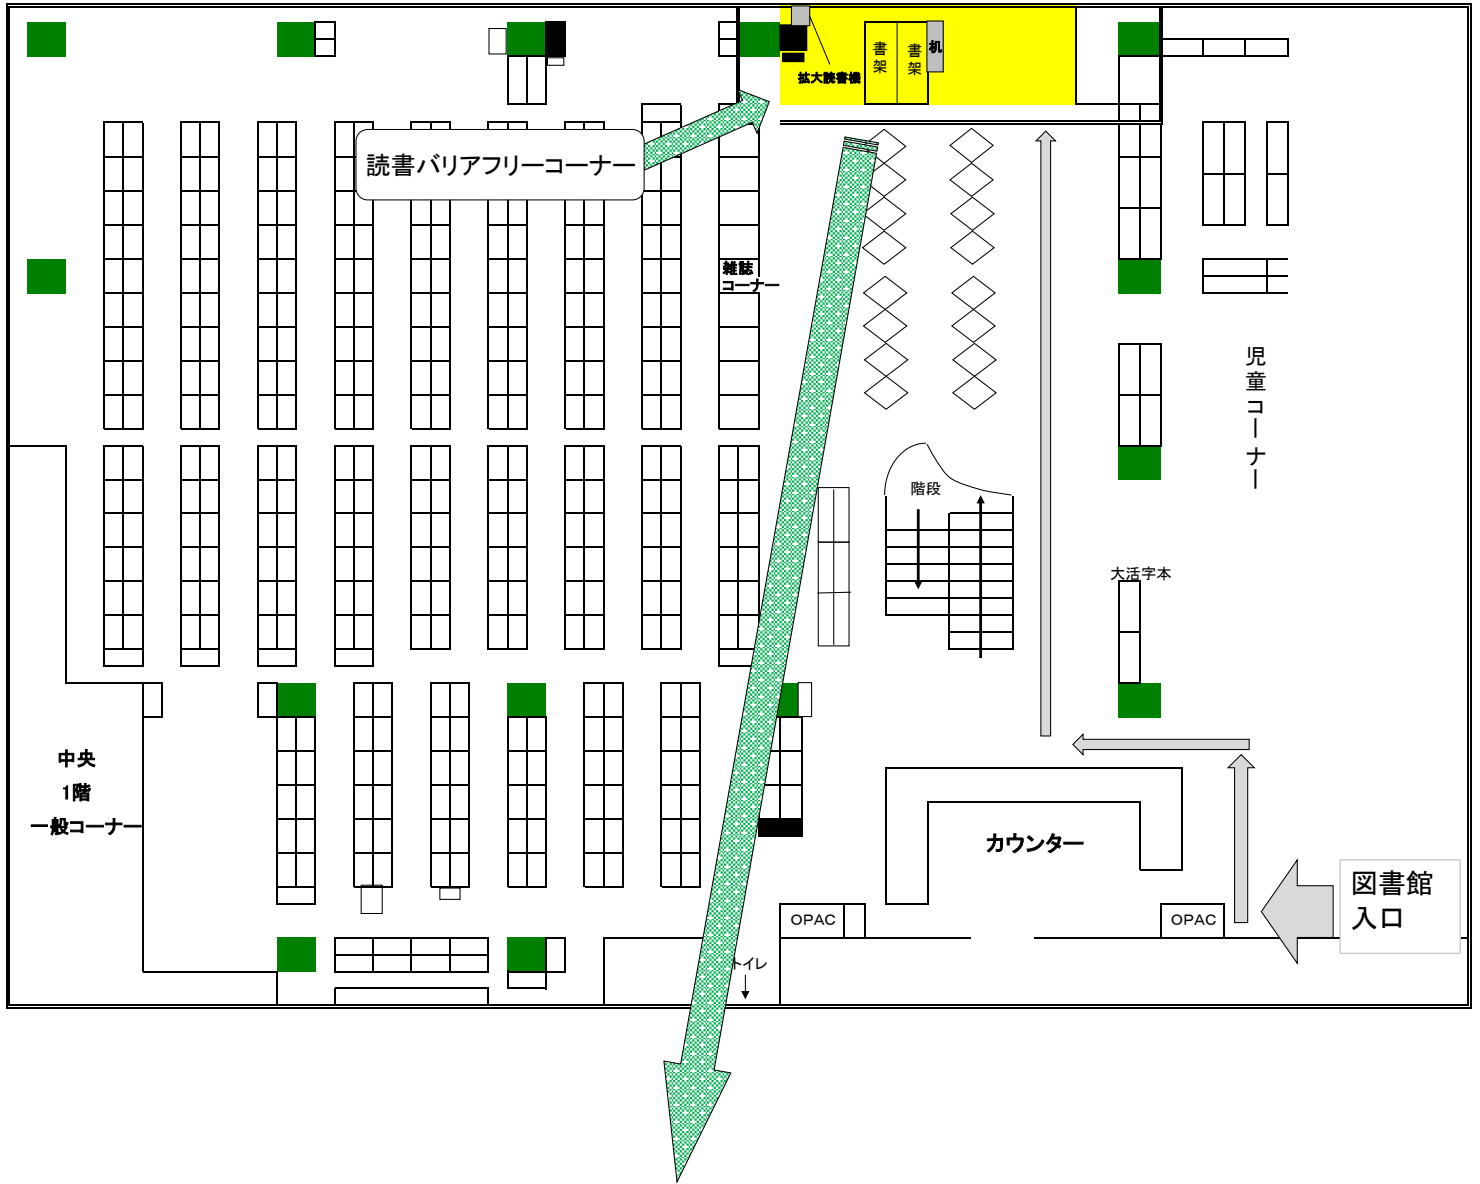 書架
書架
机
拡大読書機
読書バリアフリーコーナー
雑誌
コーナー
児童コーナー
階段
大活字本
中央
1階
一般コーナー
カウンター
図書館
入口
OPAC
OPAC
トイレ